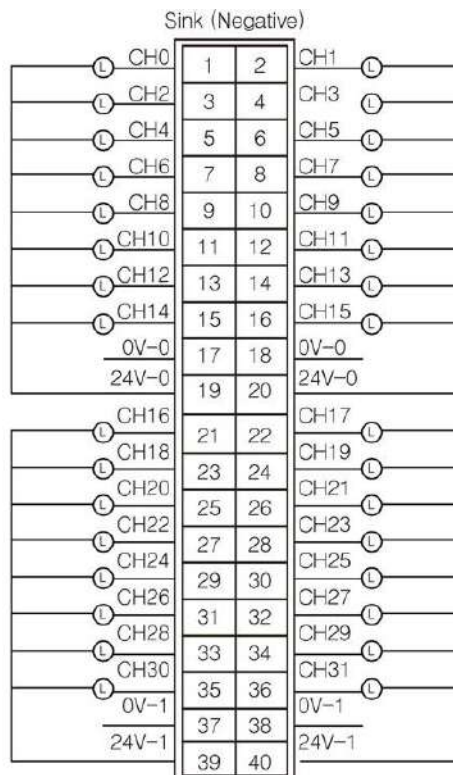 Sink (Negative)
L CH0 1 2 CH1 L
L CH2 3 4 CH3 L
L CH4 5 6 CH5 L
L CH6 7 8 CH7 L
L CH8 9 10 CH9 L
L CH10 11 12 CH11 L
L CH12 13 14 CH13 L
L CH14 15 16 CH15 L
0V-0 17 18 0V-0
24V-0 19 20 24V-0
L CH16 21 22 CH17 L
L CH18 23 24 CH19 L
L CH20 25 26 CH21 L
L CH22 27 28 CH23 L
L CH24 29 30 CH25 L
L CH26 31 32 CH27 L
L CH28 33 34 CH29 L
L CH30 35 36 CH31 L
0V-1 37 38 0V-1
24V-1 39 40 24V-1